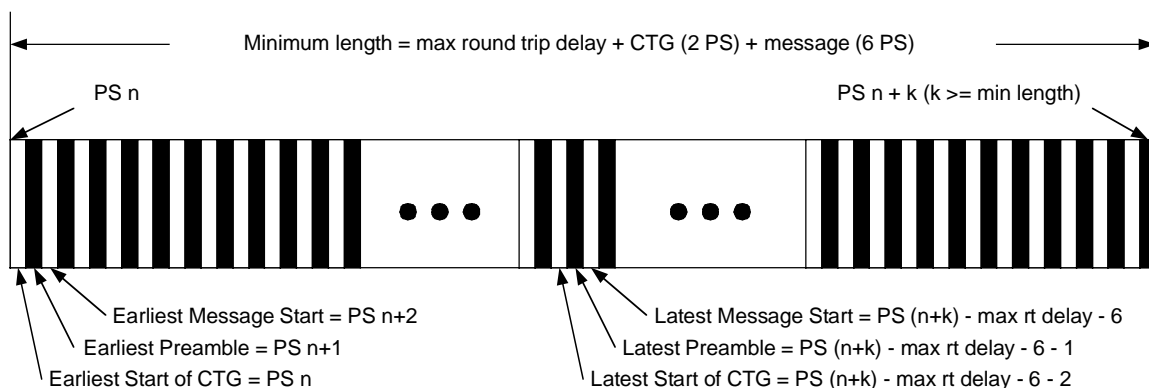 Minimum length = max round trip delay + CTG (2 PS) + message (6 PS)
PS n
PS n + k (k >= min length)
Earliest Message Start = PS n+2
Latest Message Start = PS (n+k) - max rt delay - 6
Earliest Preamble = PS n+1
Latest Preamble = PS (n+k) - max rt delay - 6 - 1
Earliest Start of CTG = PS n
Latest Start of CTG = PS (n+k) - max rt delay - 6 - 2